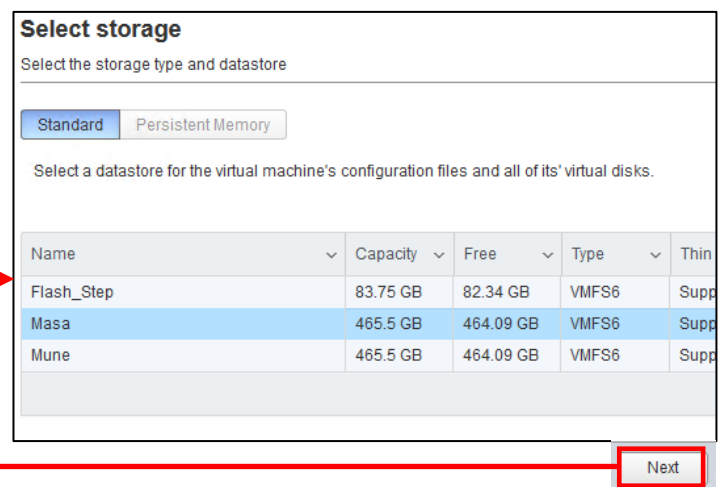 Select storage
Select the storage type and datastore
Standard Persistent Memory
Select a datastore for the virtual machine's configuration files and all of its' virtual disks.
Name Capacity Free Type Thin
Flash_Step 83.75 GB 82.34 GB VMFS6 Supp
Masa 465.5 GB 464.09 GB VMFS6 Supp
Mune 465.5 GB 464.09 GB VMFS6 Supp
Next